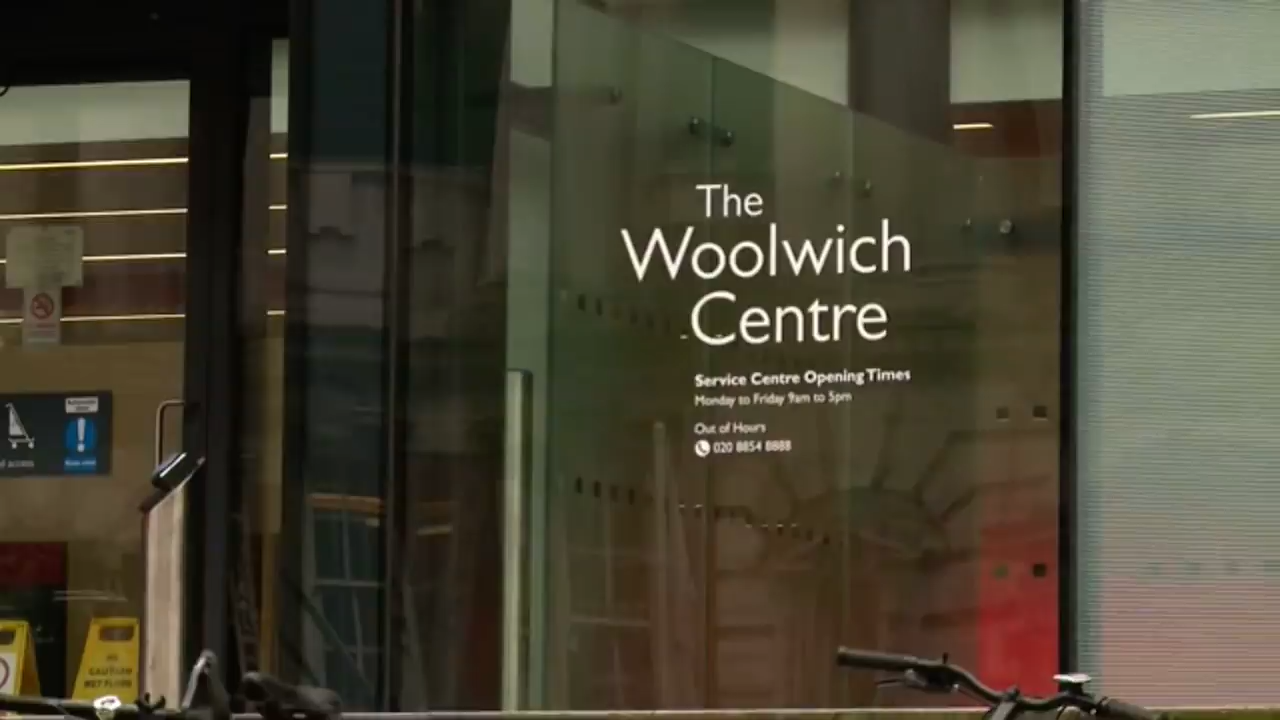 The
Woolwich
Centre
Service Centre Opening Times
Monday to Friday 9am to 5pm
Out of Hours
020 8854 8888
access
CAUTION
WET FLOOR